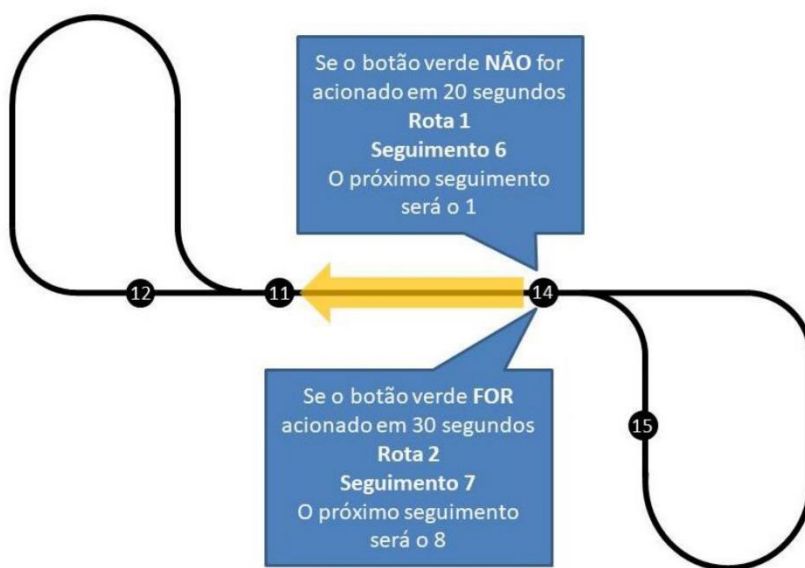 Se o botão verde NÃO for
acionado em 20 segundos
Rota 1
Seguimento 6
O próximo seguimento
será o 1
12
11
14
Se o botão verde FOR
acionado em 30 segundos
Rota 2
Seguimento 7
O próximo seguimento
será o 8
15